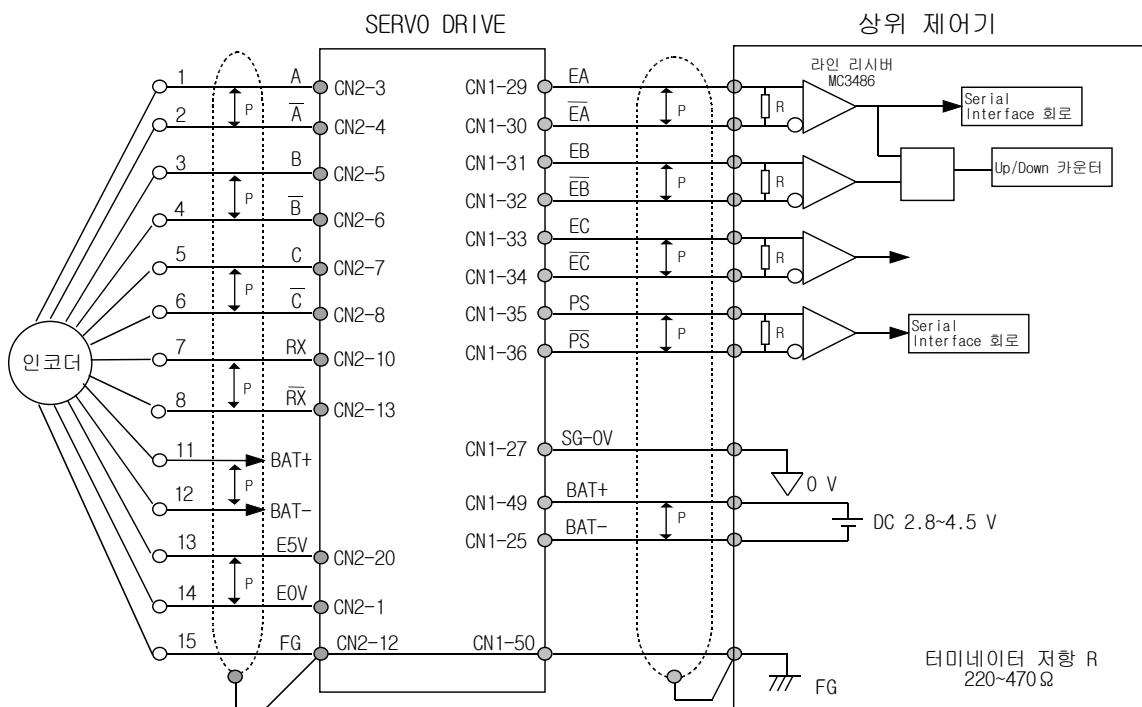 SERVO DRIVE
상위 제어기
1 A CN2-3
2 A̅ CN2-4
P
3 B CN2-5
4 B̅ CN2-6
P
5 C CN2-7
6 C̅ CN2-8
P
7 RX CN2-10
8 R̅X̅ CN2-13
P
11 BAT+
12 BAT-
P
13 E5V CN2-20
14 E0V CN2-1
P
15 FG CN2-12
인코더
CN1-29 EA
CN1-30 E̅A̅
P
CN1-31 EB
CN1-32 E̅B̅
P
CN1-33 EC
CN1-34 E̅C̅
P
CN1-35 PS
CN1-36 P̅S̅
P
CN1-27 SG-0V
CN1-49 BAT+
CN1-25 BAT-
P
CN1-50
라인 리시버
MC3486
R
R
R
R
Serial
Interface 회로
Up/Down 카운터
Serial
Interface 회로
0 V
DC 2.8~4.5 V
FG
터미네이터 저항 R
220~470Ω